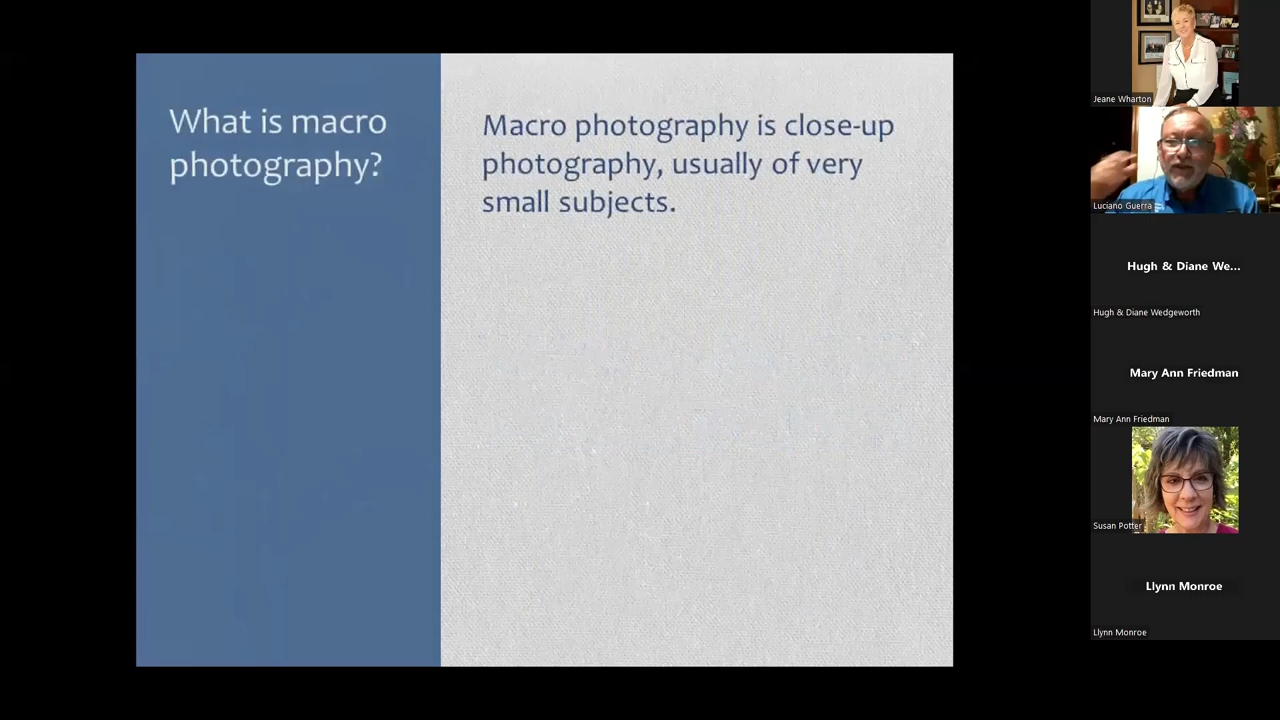 What is macro
photography?
Macro photography is close-up
photography, usually of very
small subjects.
Jeane Wharton
Luciano Guerra
Hugh & Diane We...
Hugh & Diane Wedgeworth
Mary Ann Friedman
Mary Ann Friedman
Susan Potter
Llynn Monroe
Llynn Monroe